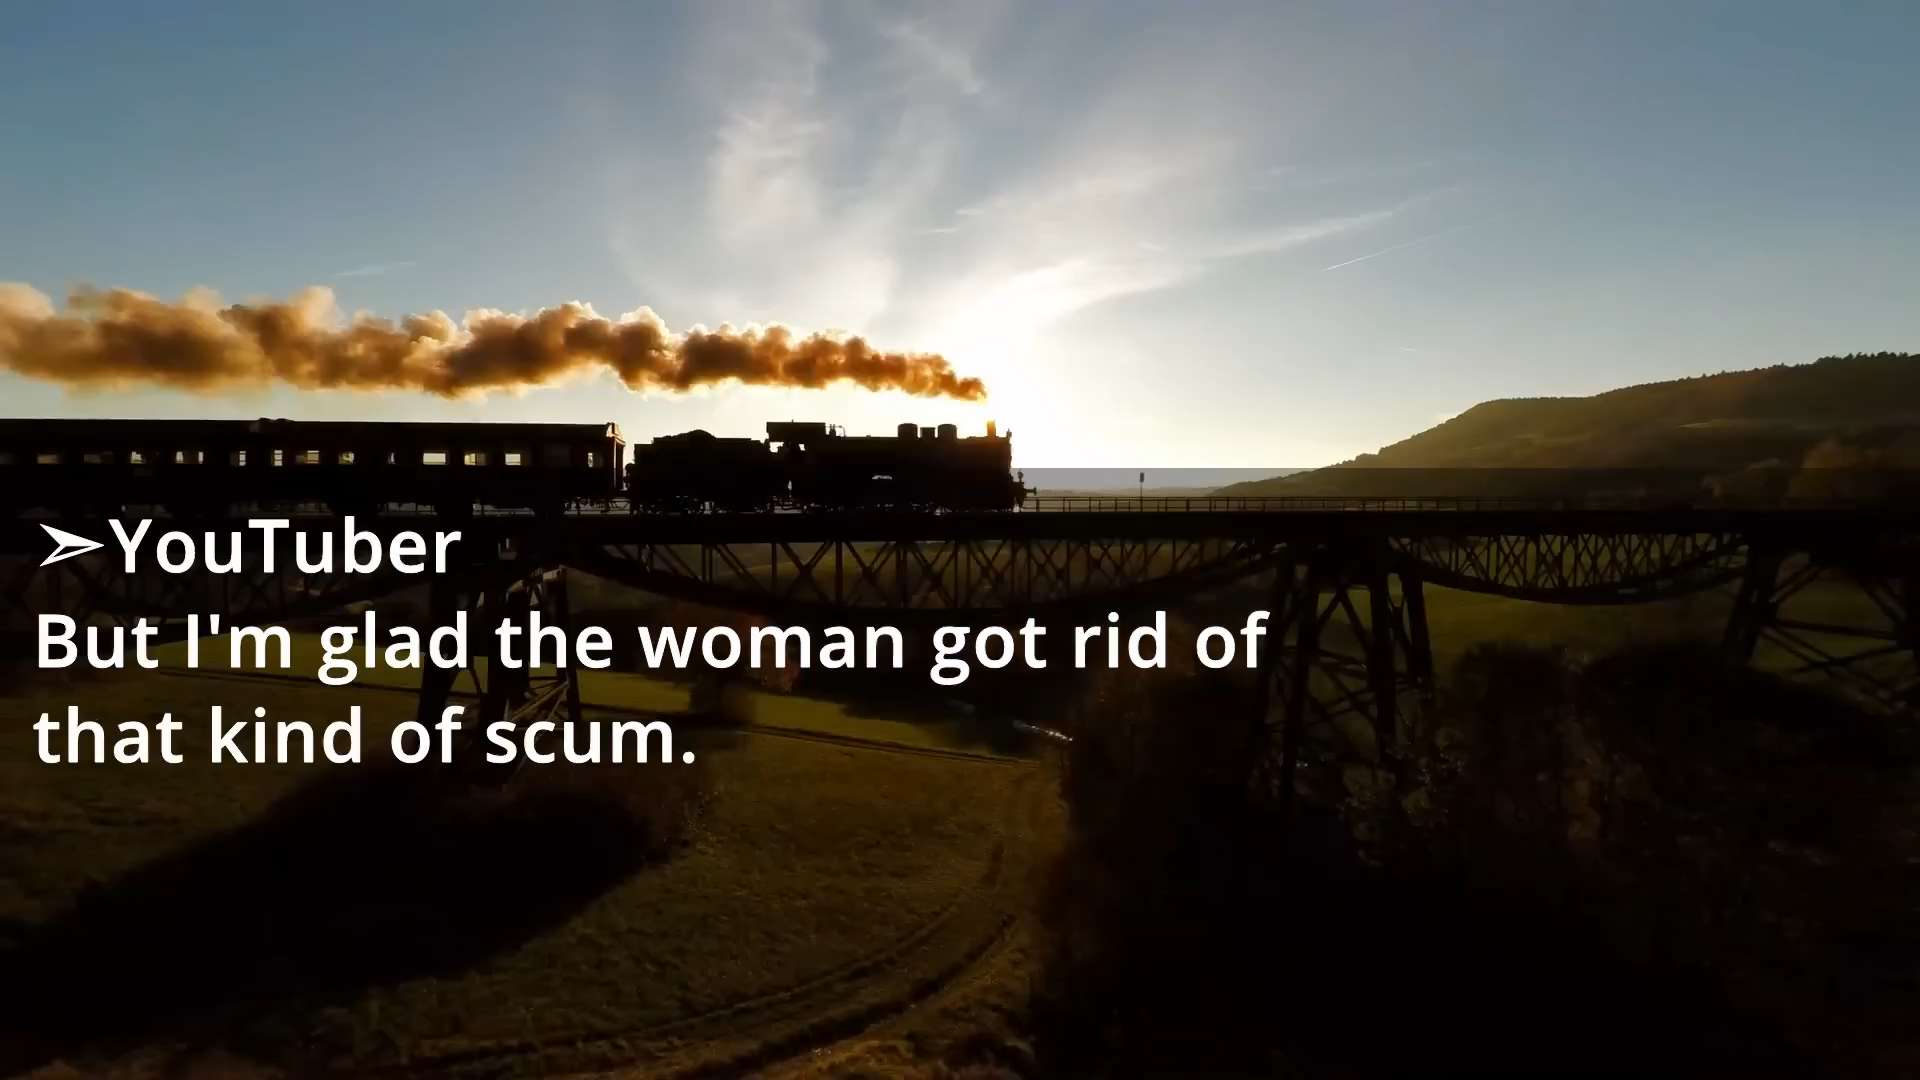 ➣YouTuber
But I'm glad the woman got rid of
that kind of scum.